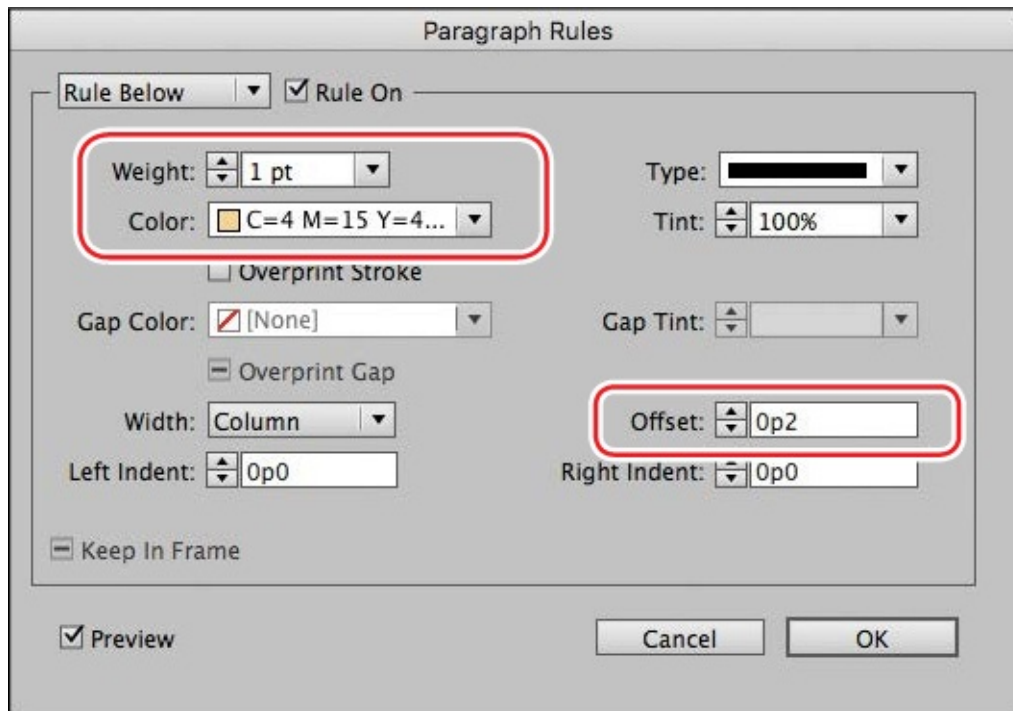 Paragraph Rules
Rule Below Rule On
Weight: 1 pt Type:
Color: C=4 M=15 Y=4... Tint: 100%
Overprint Stroke
Gap Color: [None] Gap Tint:
Overprint Gap
Width: Column Offset: 0p2
Left Indent: 0p0 Right Indent: 0p0
Keep In Frame
Preview Cancel OK